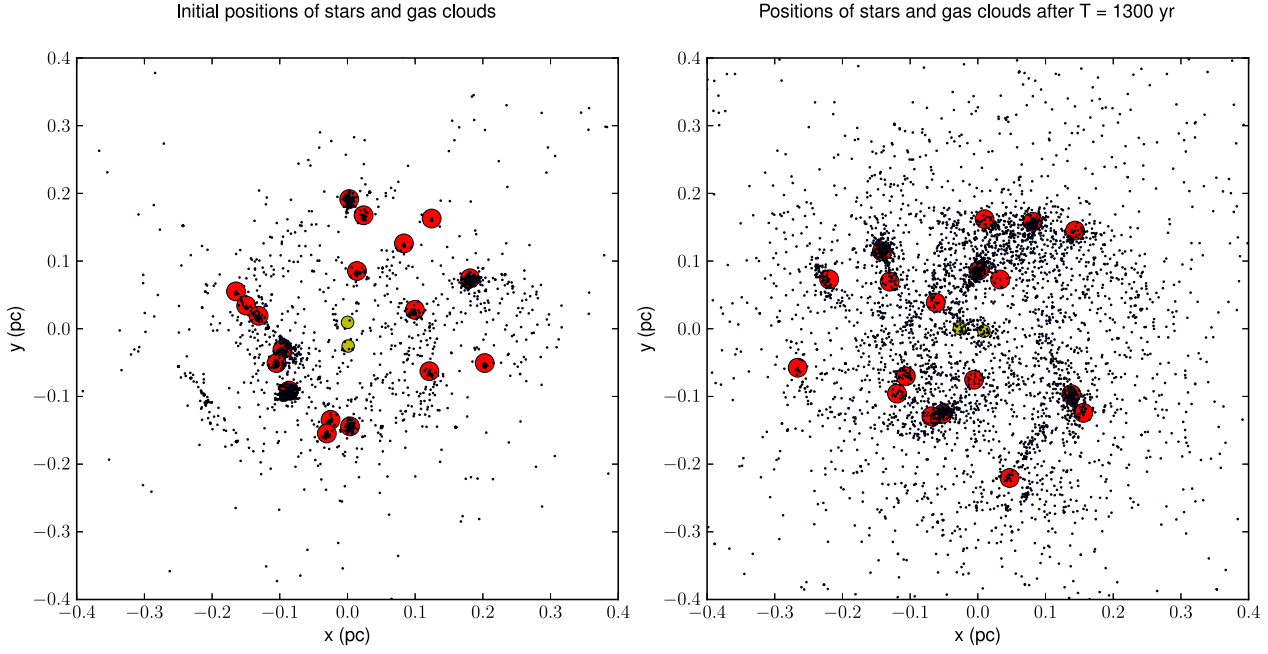 Initial positions of stars and gas clouds
0.4
0.3
0.2
0.1
0.0
−0.1
−0.2
−0.3
−0.4
y (pc)
−0.4 −0.3 −0.2 −0.1 0.0 0.1 0.2 0.3 0.4
x (pc)
Positions of stars and gas clouds after T = 1300 yr
0.4
0.3
0.2
0.1
0.0
−0.1
−0.2
−0.3
−0.4
y (pc)
−0.4 −0.3 −0.2 −0.1 0.0 0.1 0.2 0.3 0.4
x (pc)